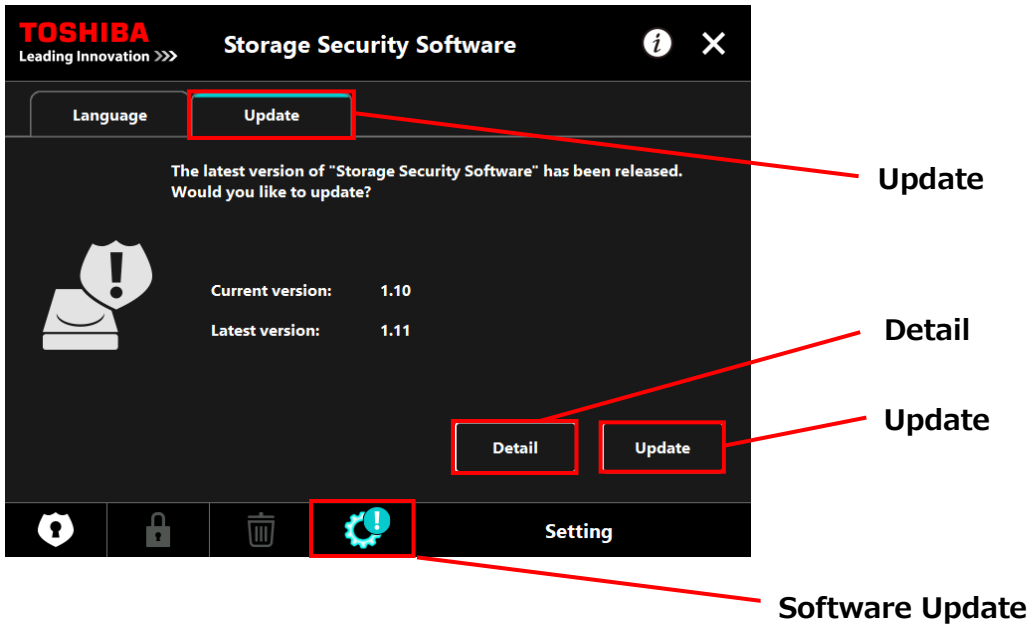 TOSHIBA
Leading Innovation >>>
Storage Security Software
i
Language
Update
The latest version of "Storage Security Software" has been released.
Would you like to update?
Update
Current version: 1.10
Latest version: 1.11
Detail
Update
Detail
Update
Setting
Software Update